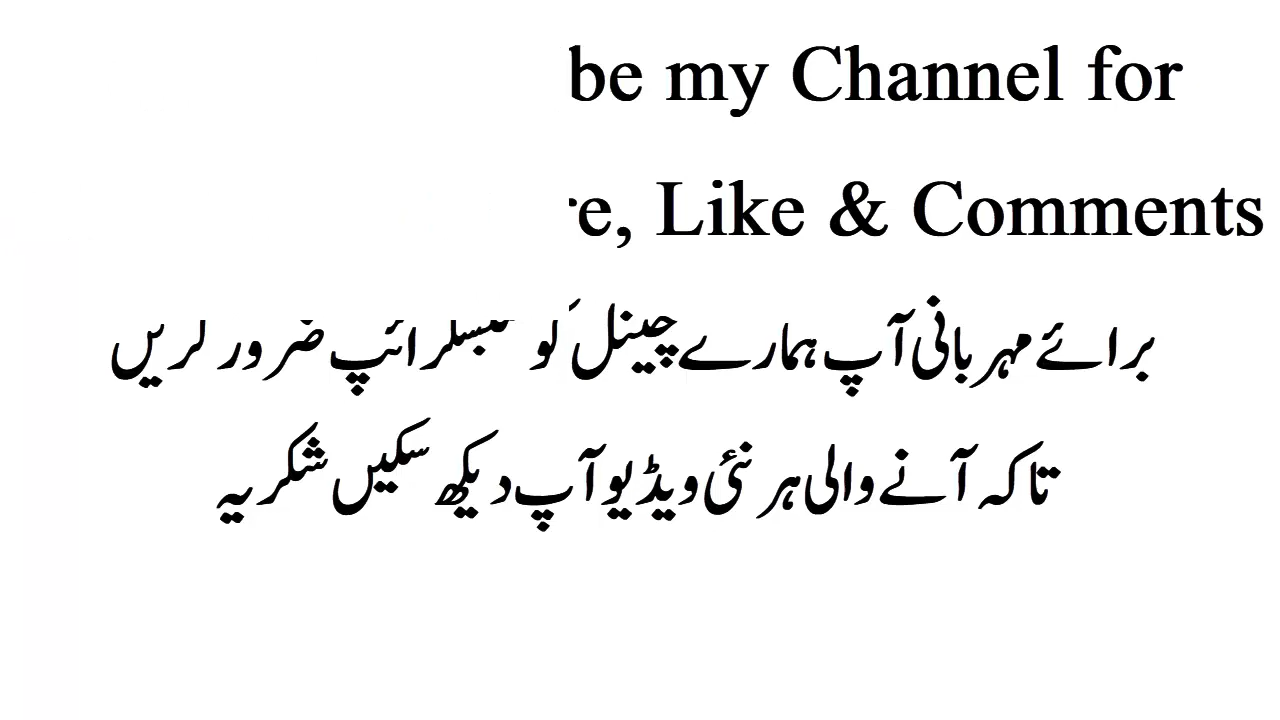 be my Channel for
e, Like & Comments
برائے مہربانی آپ ہمارے چینل کو سبسکرائپ ضرور کریں
تاکہ آنے والی ہر نئی ویڈیو آپ دیکھ سکیں شکریہ